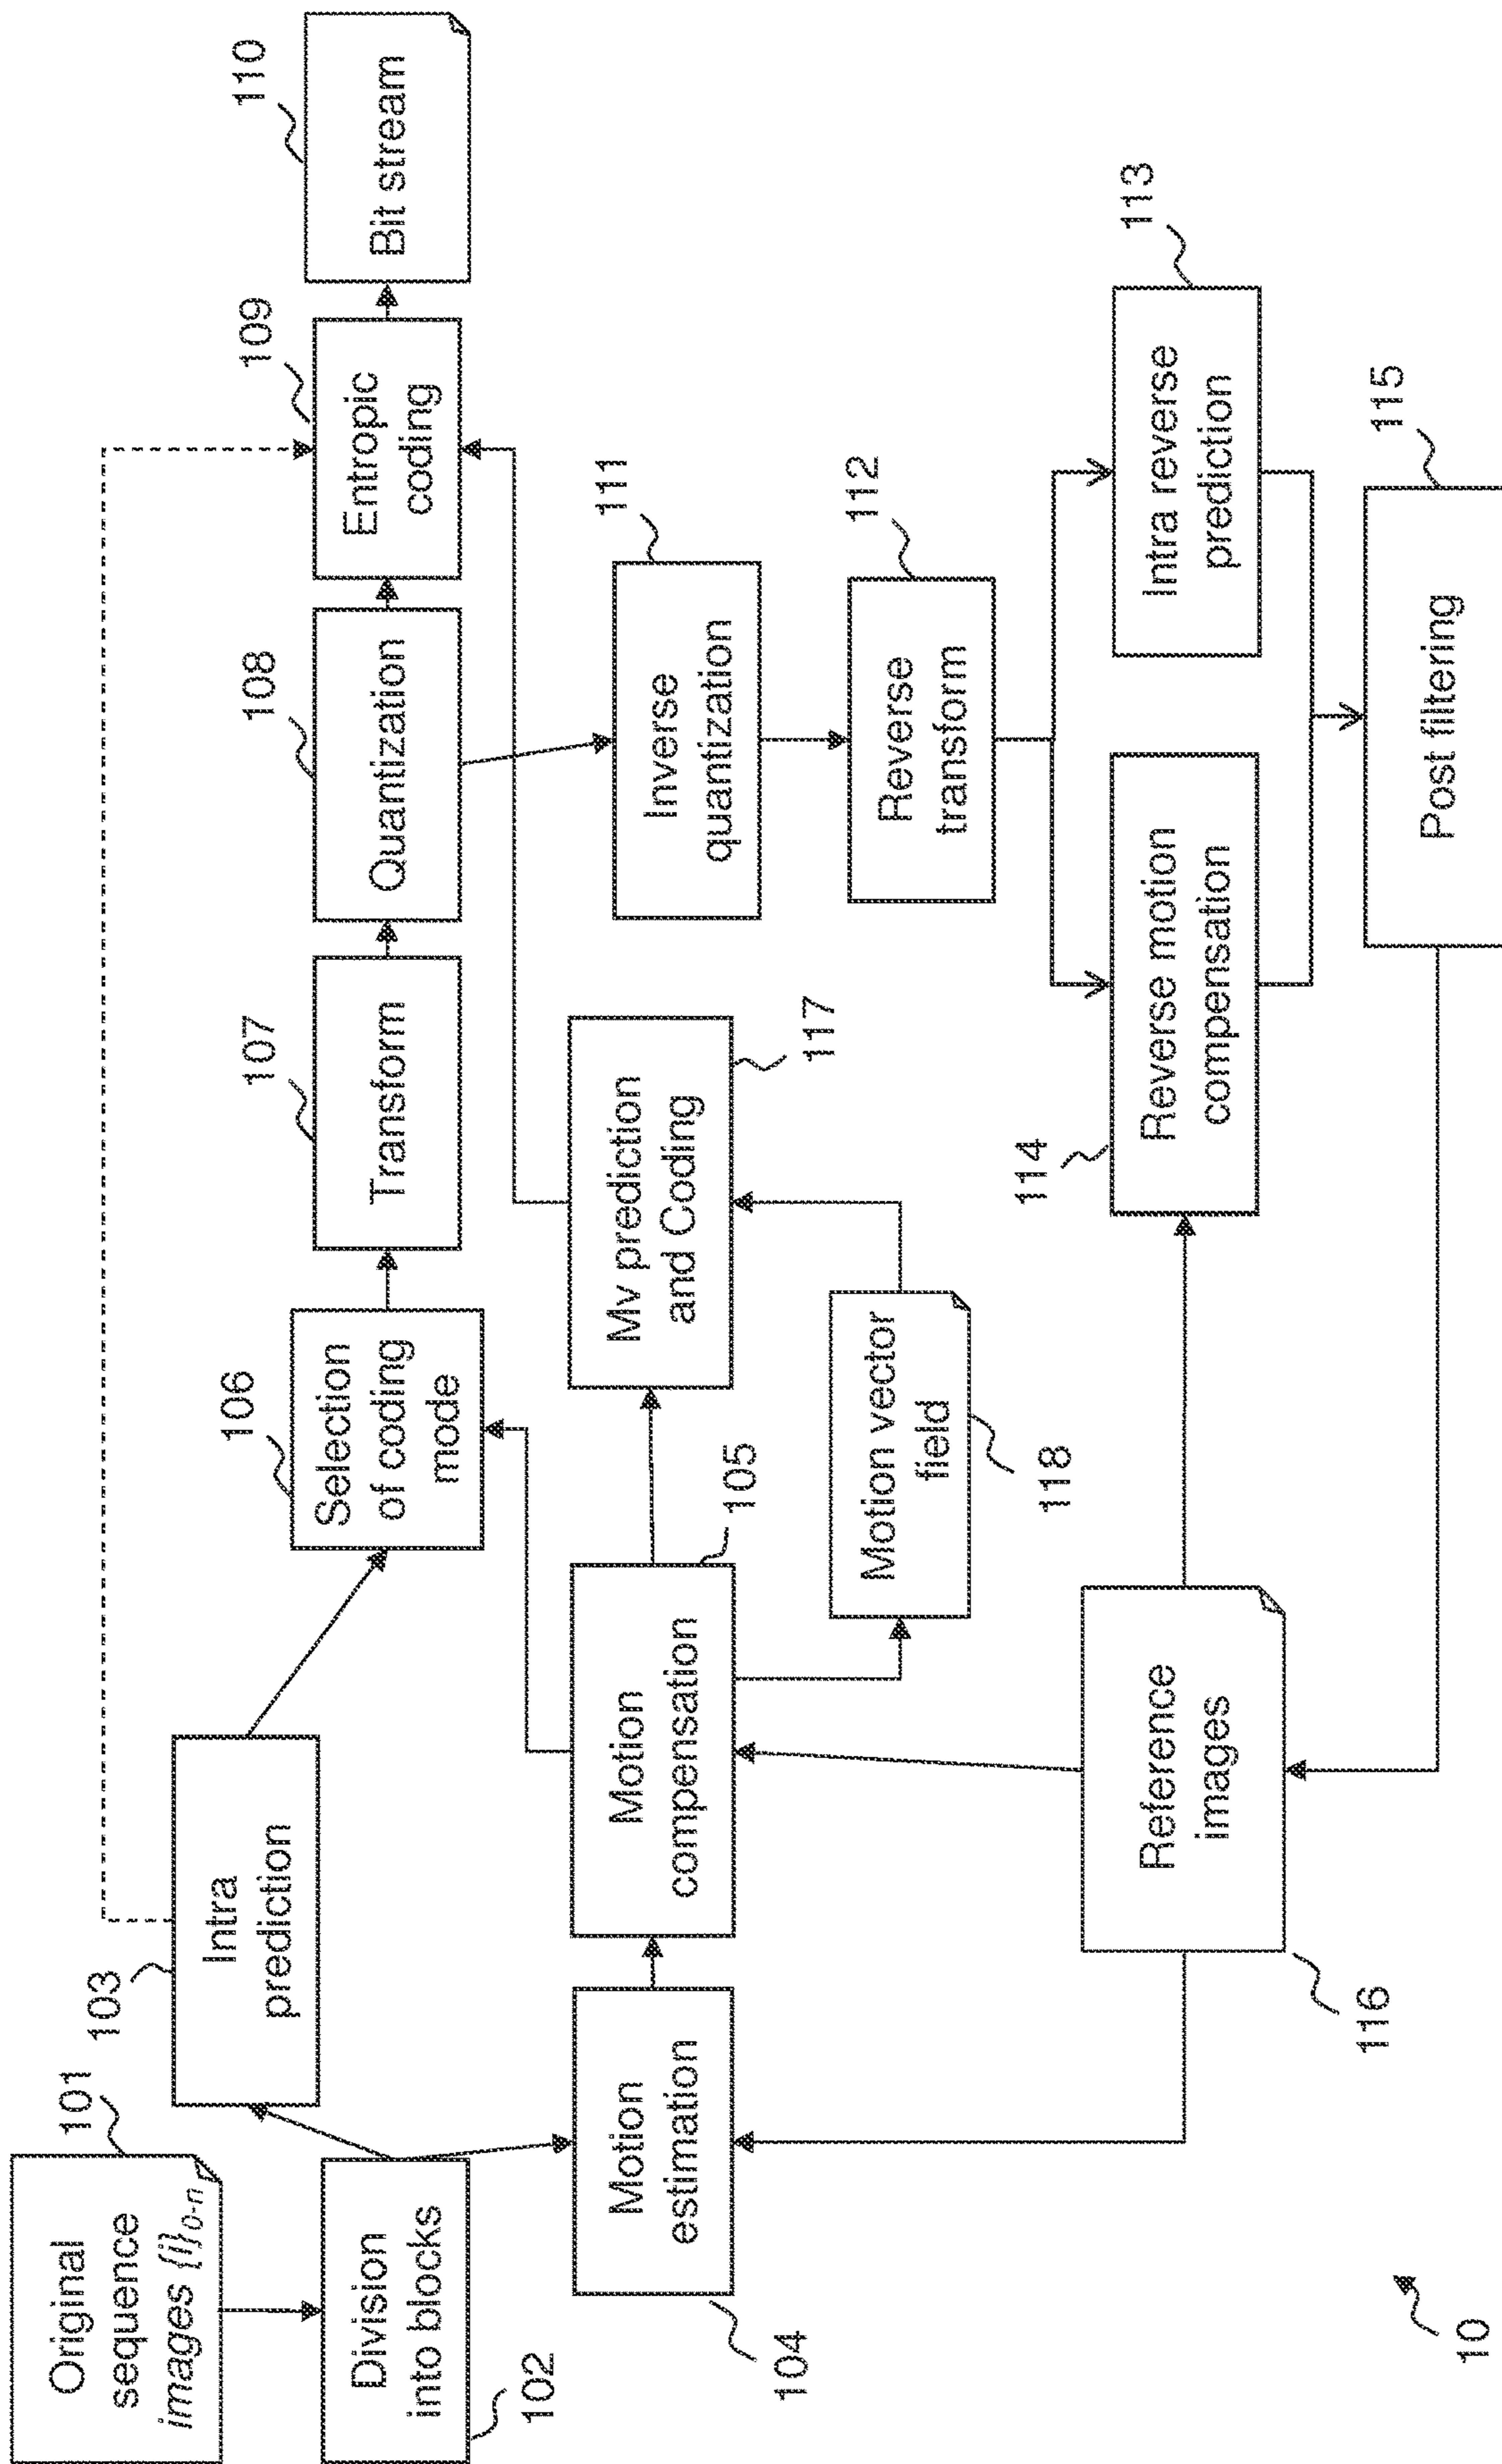 101
Original
sequence
images {i}0-n
102
Division
into blocks
103
Intra
prediction
104
Motion
estimation
105
Motion
compensation
106
Selection
of coding
mode
107
Transform
108
Quantization
109
Entropic
coding
110
Bit stream
117
Mv prediction
and Coding
118
Motion vector
field
111
Inverse
quantization
112
Reverse
transform
113
Intra reverse
prediction
114
Reverse motion
compensation
115
Post filtering
116
Reference
images
10